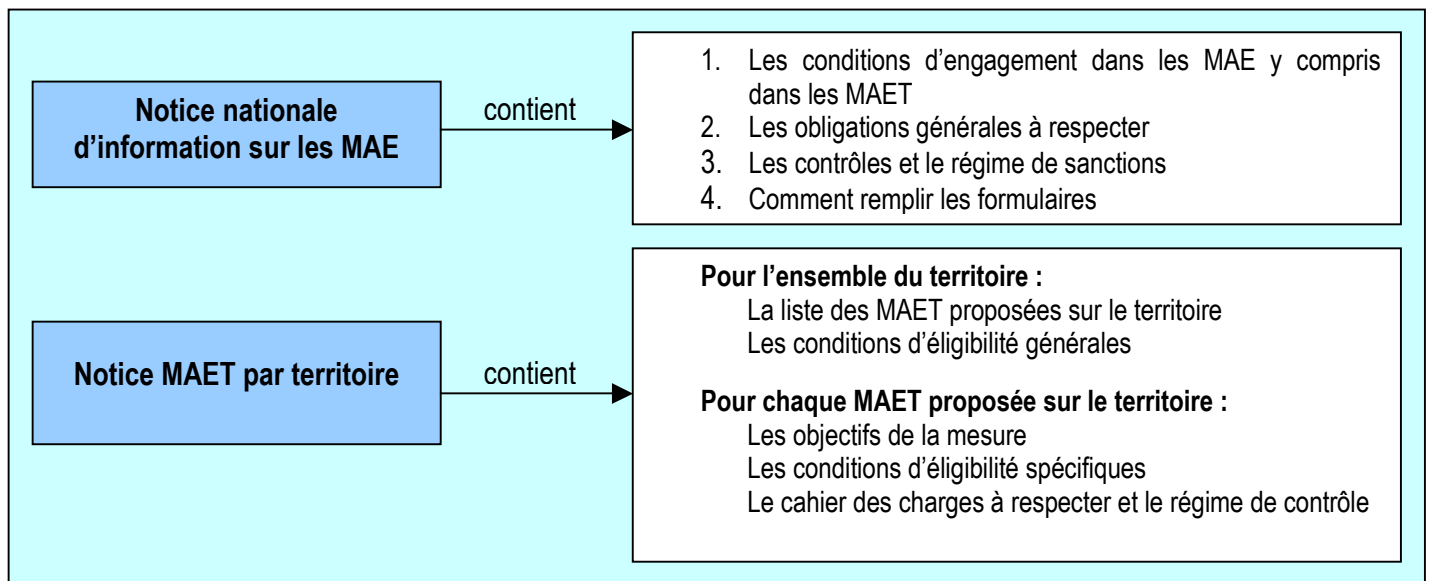 Notice nationale
d'information sur les MAE
contient
1. Les conditions d'engagement dans les MAE y compris
dans les MAET
2. Les obligations générales à respecter
3. Les contrôles et le régime de sanctions
4. Comment remplir les formulaires
Notice MAET par territoire
contient
Pour l'ensemble du territoire :
La liste des MAET proposées sur le territoire
Les conditions d'éligibilité générales
Pour chaque MAET proposée sur le territoire :
Les objectifs de la mesure
Les conditions d'éligibilité spécifiques
Le cahier des charges à respecter et le régime de contrôle